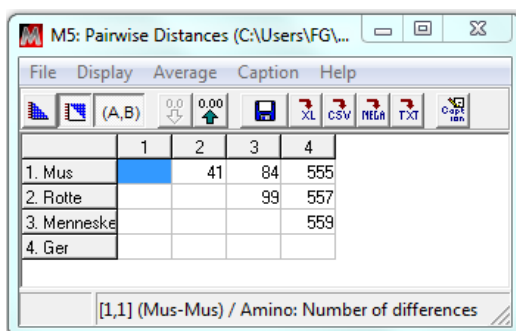 M5: Pairwise Distances (C:\Users\FG\...
File Display Average Caption Help
(A,B) 0.0 0.00 XL CSV MEGA TXT Capt ion
1 2 3 4
1. Mus 41 84 555
2. Rotte 99 557
3. Menneske 559
4. Ger
[1,1] (Mus-Mus) / Amino: Number of differences